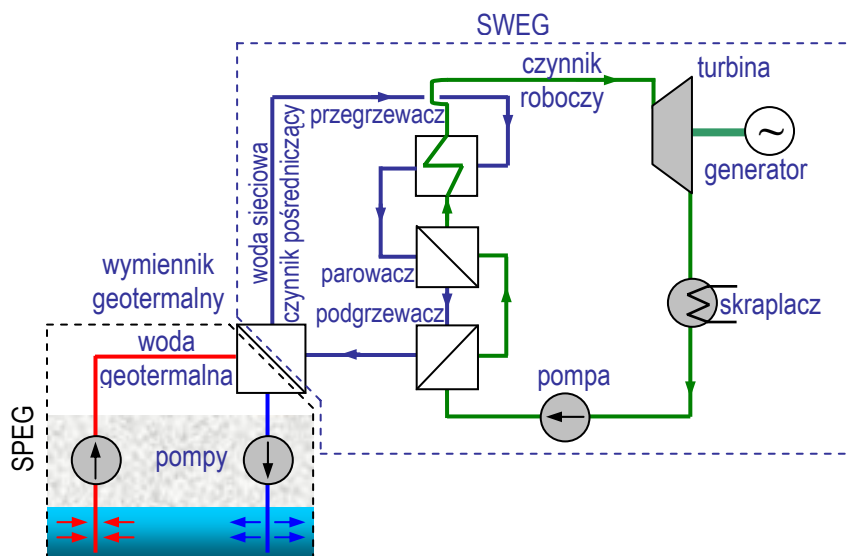 SWEG
czynnik
roboczy
turbina
przegrzewacz
woda sieciowa
czynnik pośredniczący
~
generator
wymiennik
geotermalny
parowacz
podgrzewacz
skraplacz
woda
geotermalna
pompa
SPEG
pompy